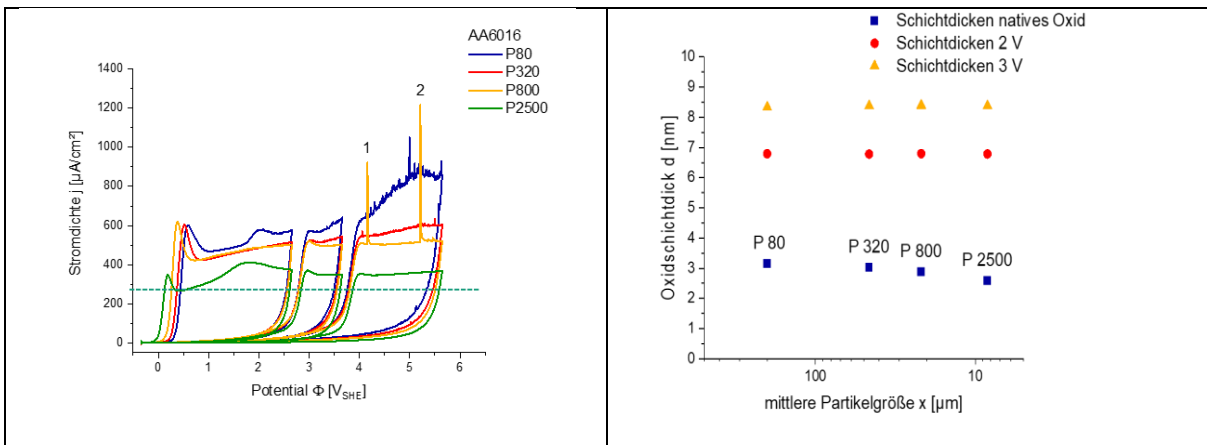 AA6016
P80
P320
P800
P2500
1400
1200
1000
800
600
400
200
0
1
2
0 1 2 3 4 5 6
Stromdichte j [µA/cm²]
Potential Φ [V_SHE]
Schichtdicken natives Oxid
Schichtdicken 2 V
Schichtdicken 3 V
10
9
8
7
6
5
4
3
2
1
0
P 80
P 320
P 800
P 2500
100 10
Oxidschichtdick d [nm]
mittlere Partikelgröße x [µm]